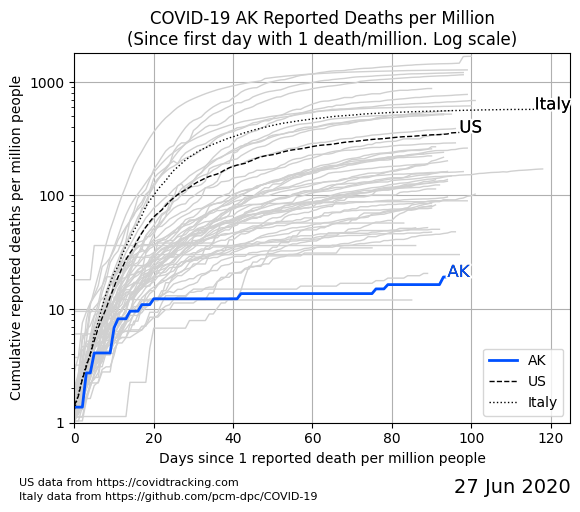 COVID-19 AK Reported Deaths per Million
(Since first day with 1 death/million. Log scale)
Cumulative reported deaths per million people
1000
100
10
1
Italy
US
AK
AK
US
Italy
0 20 40 60 80 100 120
Days since 1 reported death per million people
US data from https://covidtracking.com
Italy data from https://github.com/pcm-dpc/COVID-19
27 Jun 2020